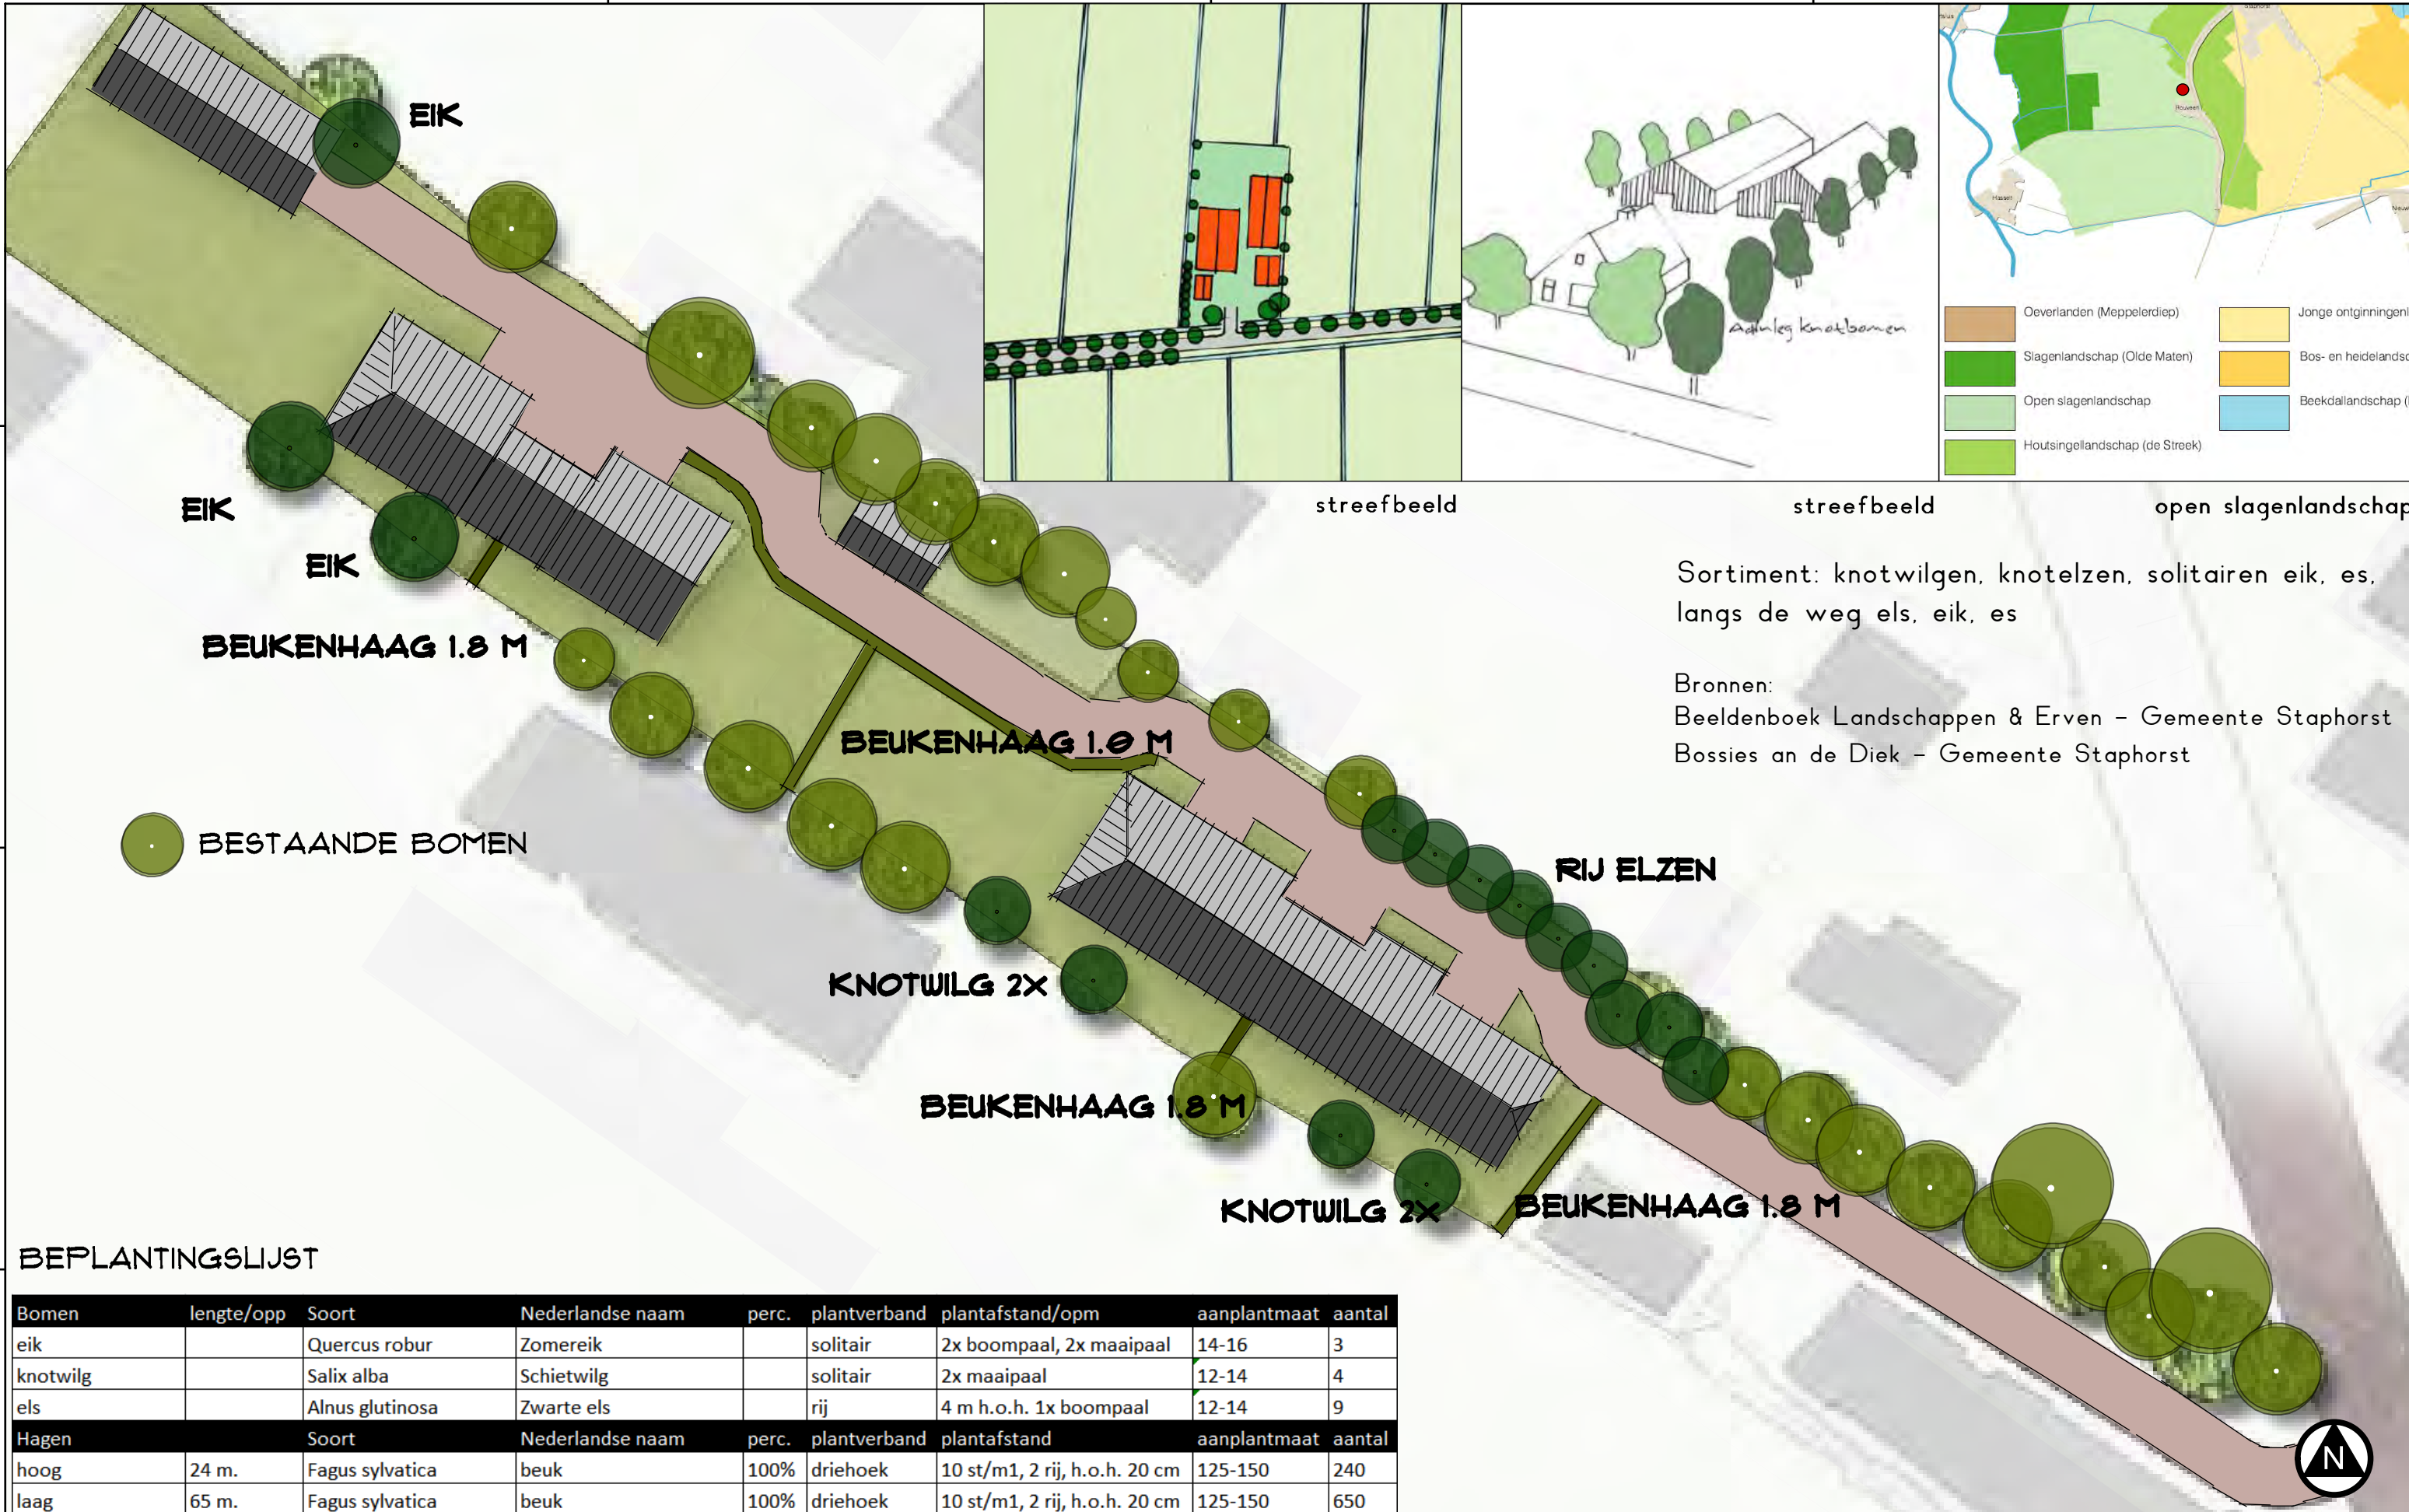 EIK
EIK
EIK
BEUKENHAAG 1.8 M
BEUKENHAAG 1.0 M
BESTAANDE BOMEN
RIJ ELZEN
KNOTWILG 2X
BEUKENHAAG 1.8 M
KNOTWILG 2X
BEUKENHAAG 1.8 M
Aanleg knotbomen
Staphorst
Rouveen
Hasselt
Oeverlanden (Meppelerdiep)
Slagenlandschap (Olde Maten)
Open slagenlandschap
Houtsingellandschap (de Streek)
Jonge
Bos- en
Beekdallandschap
streefbeeld
streefbeeld
open slagenlandschap
Sortiment: knotwilgen, knotelzen, solitairen eik, es,
langs de weg els, eik, es
Bronnen:
Beeldenboek Landschappen & Erven - Gemeente Staphorst
Bossies an de Diek - Gemeente Staphorst
BEPLANTINGSLIJST
Bomen lengte/opp Soort Nederlandse naam perc. plantverband plantafstand/opm aanplantmaat aantal
eik Quercus robur Zomereik solitair 2x boompaal, 2x maaipaal 14-16 3
knotwilg Salix alba Schietwilg solitair 2x maaipaal 12-14 4
els Alnus glutinosa Zwarte els rij 4 m h.o.h. 1x boompaal 12-14 9
Hagen Soort Nederlandse naam perc. plantverband plantafstand aanplantmaat aantal
hoog 24 m. Fagus sylvatica beuk 100% driehoek 10 st/m1, 2 rij, h.o.h. 20 cm 125-150 240
laag 65 m. Fagus sylvatica beuk 100% driehoek 10 st/m1, 2 rij, h.o.h. 20 cm 125-150 650
N